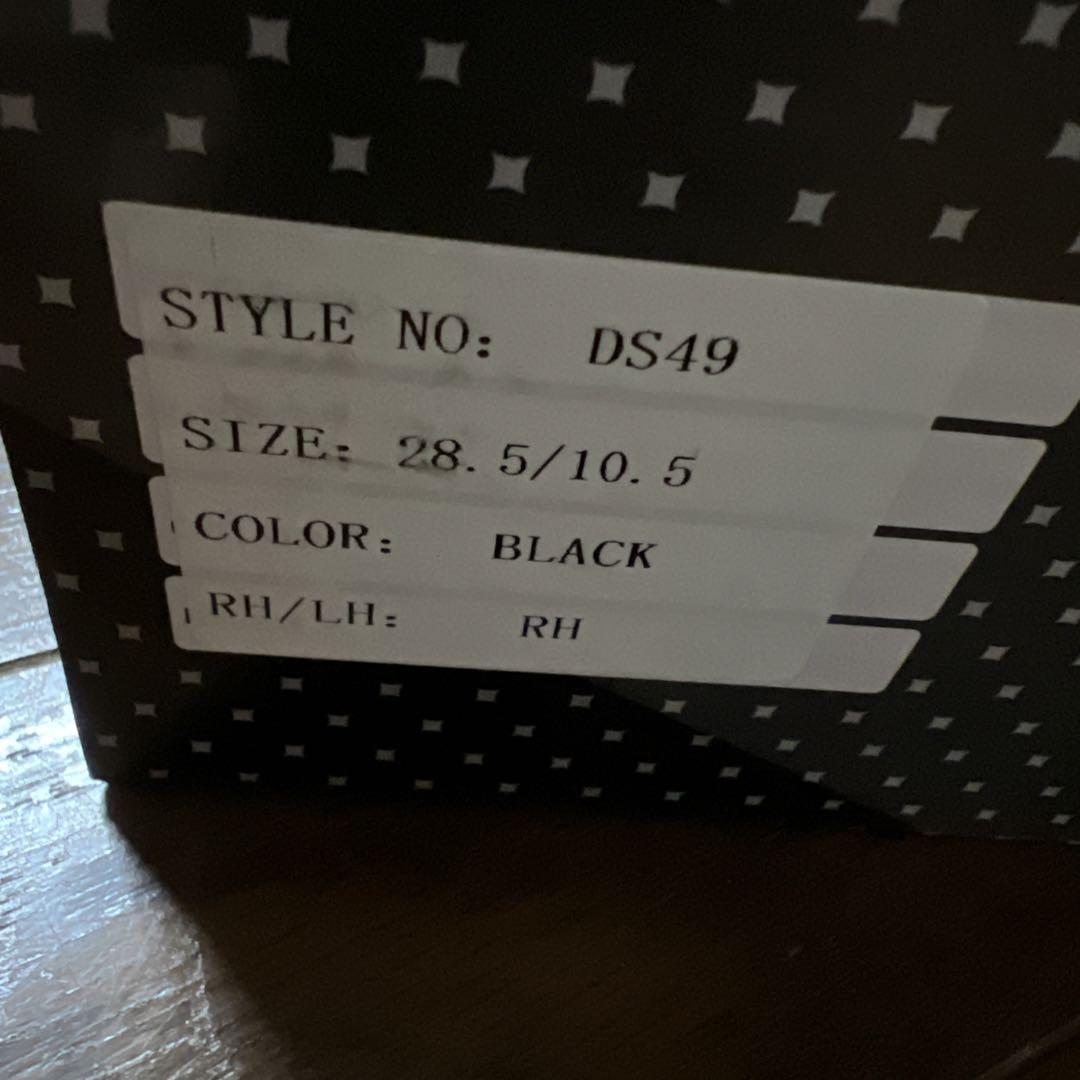 STYLE NO: DS49
SIZE: 28.5/10.5
COLOR: BLACK
RH/LH: RH